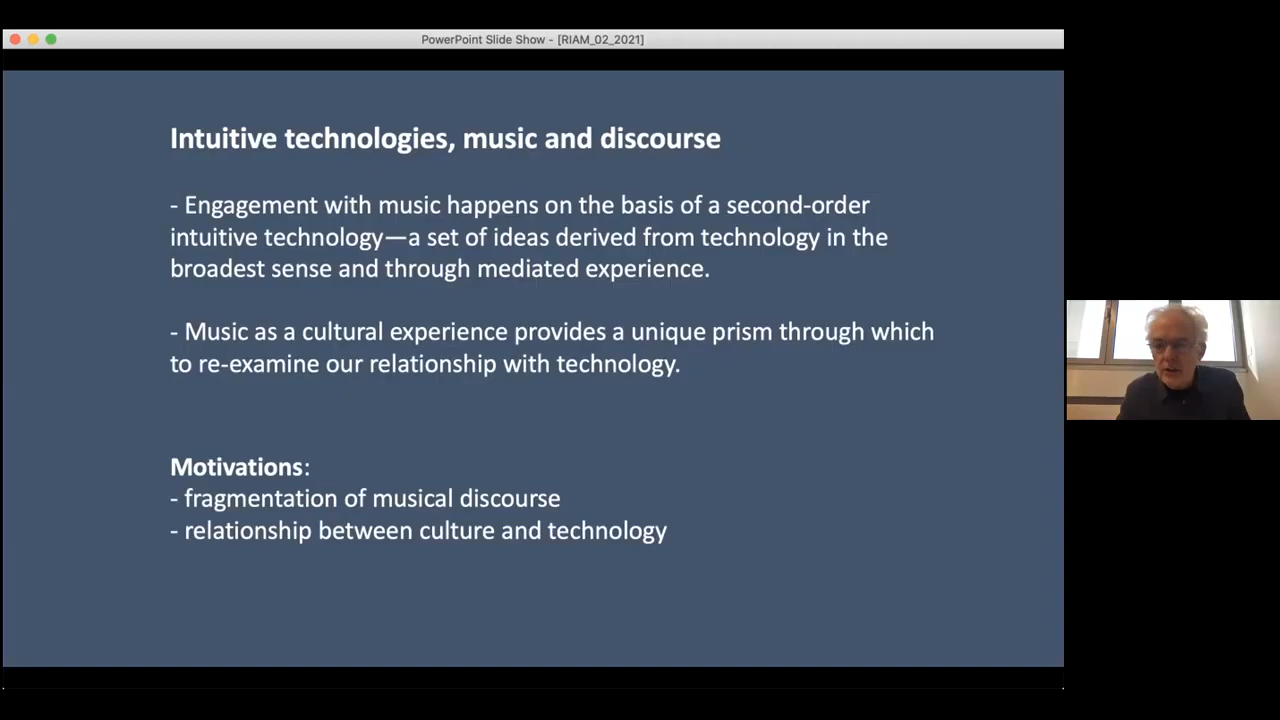 PowerPoint Slide Show - [RIAM_02_2021]
Intuitive technologies, music and discourse
- Engagement with music happens on the basis of a second-order
intuitive technology—a set of ideas derived from technology in the
broadest sense and through mediated experience.
- Music as a cultural experience provides a unique prism through which
to re-examine our relationship with technology.
Motivations:
- fragmentation of musical discourse
- relationship between culture and technology